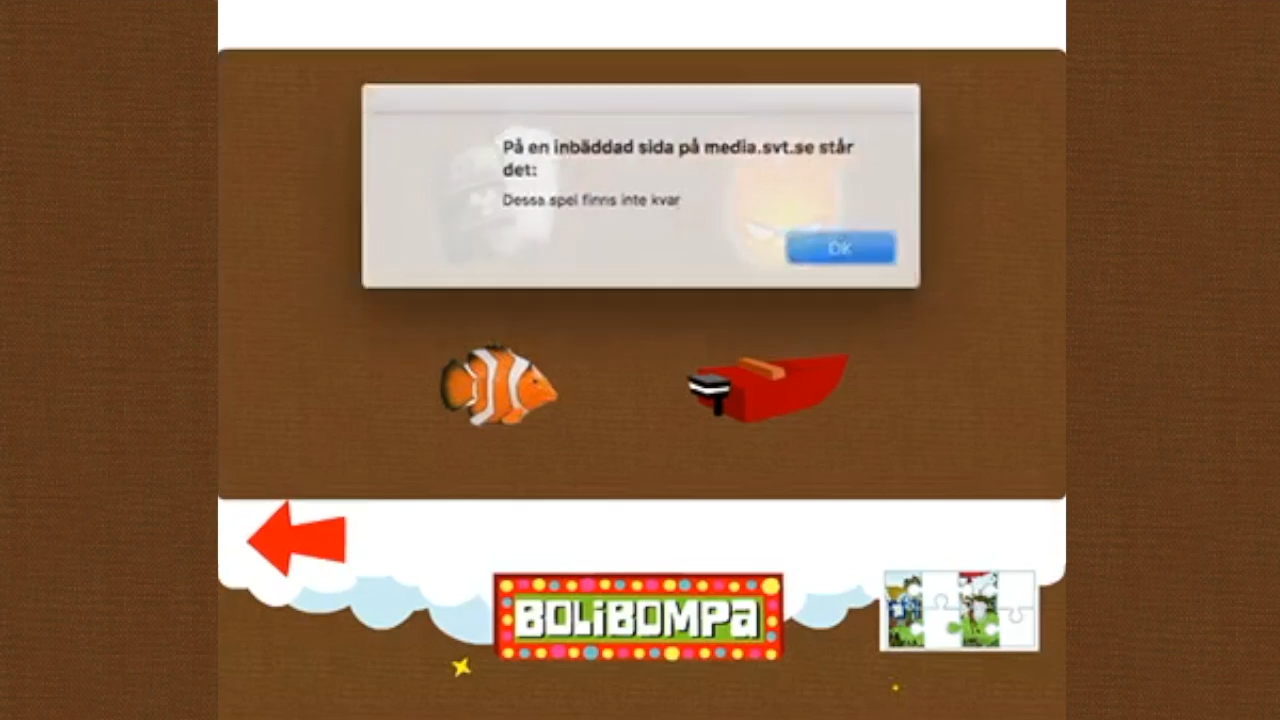 På en inbäddad sida på media.svt.se står
det:
Dessa spel finns inte kvar
OK
BOLiBOMPa